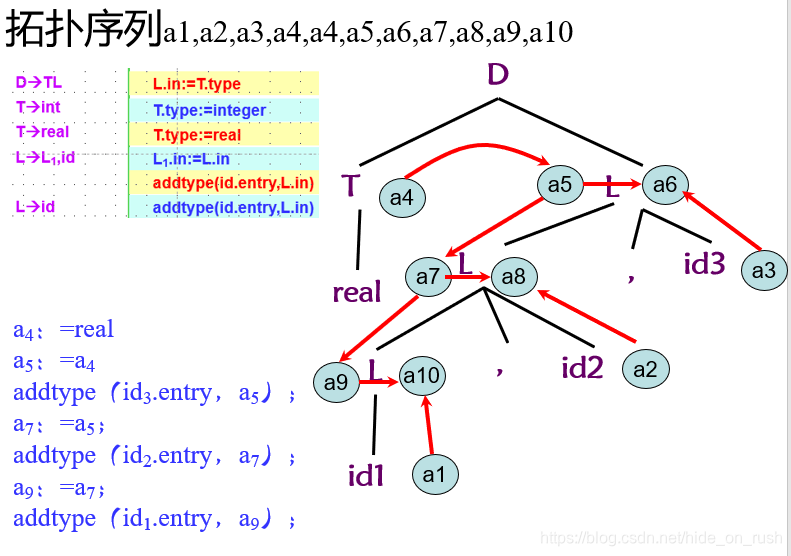 拓扑序列a1,a2,a3,a4,a4,a5,a6,a7,a8,a9,a10
D→TL L.in:=T.type
T→int T.type:=integer
T→real T.type:=real
L→L₁,id L₁.in:=L.in
addtype(id.entry,L.in)
L→id addtype(id.entry,L.in)
D
T a4 a5 L a6
real a7 L a8 , id3 a3
a9 L a10 , id2 a2
id1 a1
a₄：=real
a₅：=a₄
addtype（id₃.entry，a₅）；
a₇：=a₅；
addtype（id₂.entry，a₇）；
a₉：=a₇；
addtype（id₁.entry，a₉）；
https://blog.csdn.net/hide_on_rush